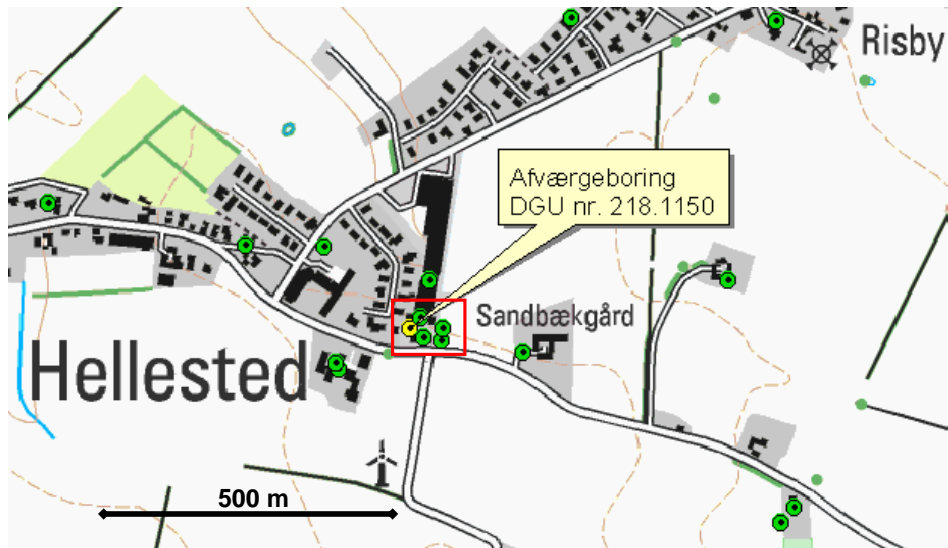 Risby
Afværgeboring
DGU nr. 218.1150
Sandbækgård
Hellested
500 m